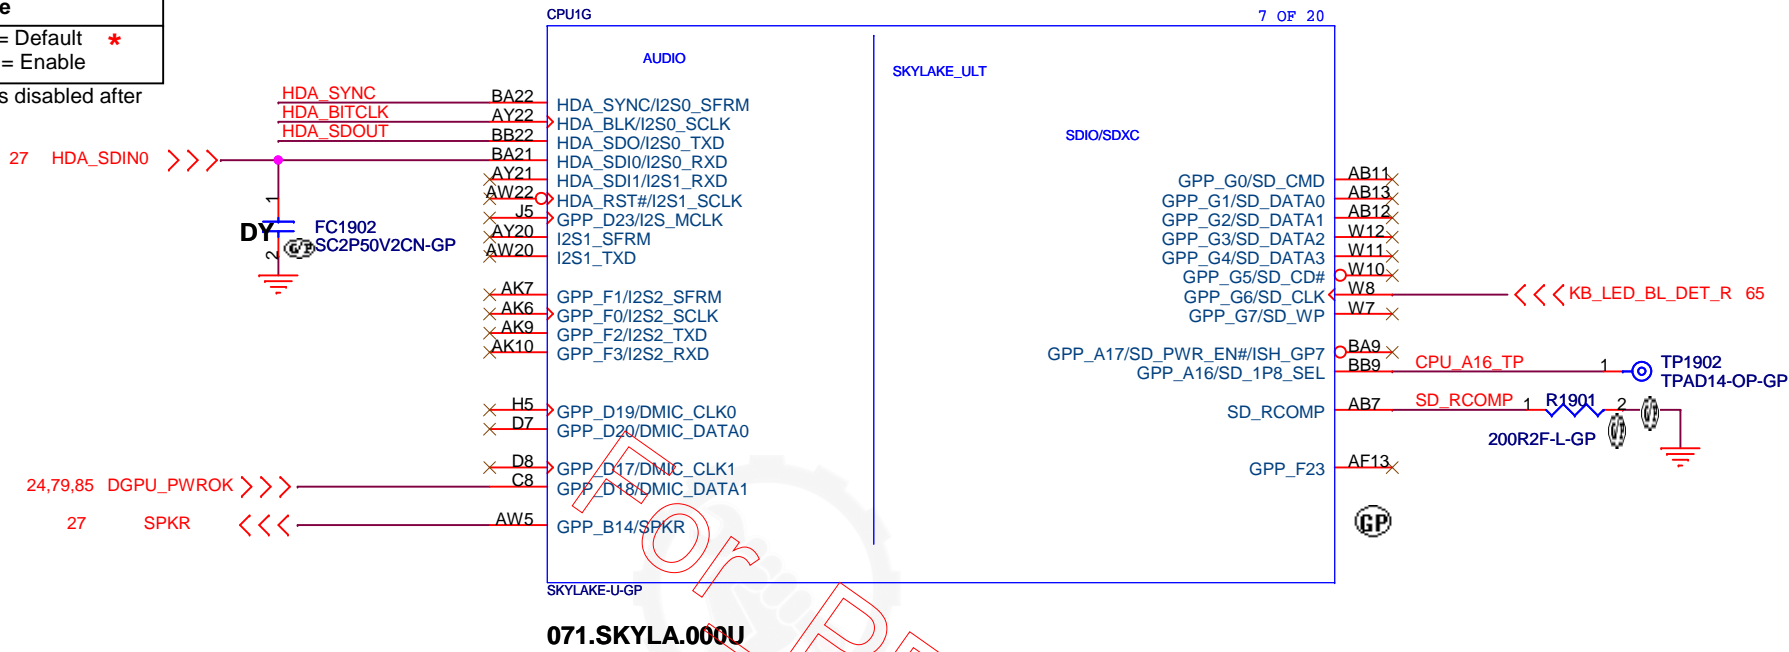 e
= Default *
= Enable
s disabled after
CPU1G
7 OF 20
AUDIO
SKYLAKE_ULT
SDIO/SDXC
HDA_SYNC BA22 HDA_SYNC/I2S0_SFRM
HDA_BITCLK AY22 HDA_BLK/I2S0_SCLK
HDA_SDOUT BB22 HDA_SDO/I2S0_TXD
27 HDA_SDIN0 BA21 HDA_SDI0/I2S0_RXD
AY21 HDA_SDI1/I2S1_RXD
AW22 HDA_RST#/I2S1_SCLK
J5 GPP_D23/I2S_MCLK
AY20 I2S1_SFRM
AW20 I2S1_TXD
1
DY FC1902
G/P SC2P50V2CN-GP
2
AK7 GPP_F1/I2S2_SFRM
AK6 GPP_F0/I2S2_SCLK
AK9 GPP_F2/I2S2_TXD
AK10 GPP_F3/I2S2_RXD
H5 GPP_D19/DMIC_CLK0
D7 GPP_D20/DMIC_DATA0
D8 GPP_D17/DMIC_CLK1
24,79,85 DGPU_PWROK C8 GPP_D18/DMIC_DATA1
27 SPKR AW5 GPP_B14/SPKR
GPP_G0/SD_CMD AB11
GPP_G1/SD_DATA0 AB13
GPP_G2/SD_DATA1 AB12
GPP_G3/SD_DATA2 W12
GPP_G4/SD_DATA3 W11
GPP_G5/SD_CD# W10
GPP_G6/SD_CLK W8 KB_LED_BL_DET_R 65
GPP_G7/SD_WP W7
GPP_A17/SD_PWR_EN#/ISH_GP7 BA9
GPP_A16/SD_1P8_SEL BB9 CPU_A16_TP 1 TP1902
TPAD14-OP-GP
SD_RCOMP AB7 SD_RCOMP 1 R1901 2 G/P
200R2F-L-GP G/P
GPP_F23 AF13
GP
SKYLAKE-U-GP
071.SKYLA.000U
For